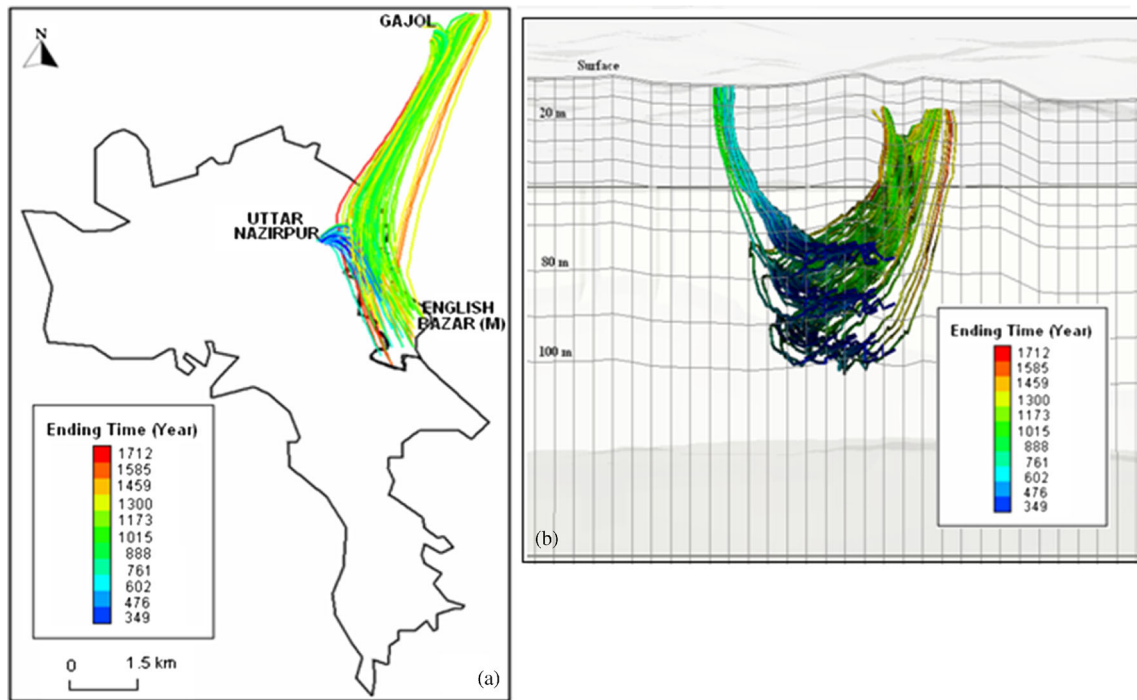 GAJOL
N
UTTAR
NAZIRPUR
ENGLISH
BAZAR (M)
Ending Time (Year)
1712
1585
1459
1300
1173
1015
888
761
602
476
349
0 1.5 km
(a)
Surface
20 m
80 m
100 m
Ending Time (Year)
1712
1585
1459
1300
1173
1015
888
761
602
476
349
(b)